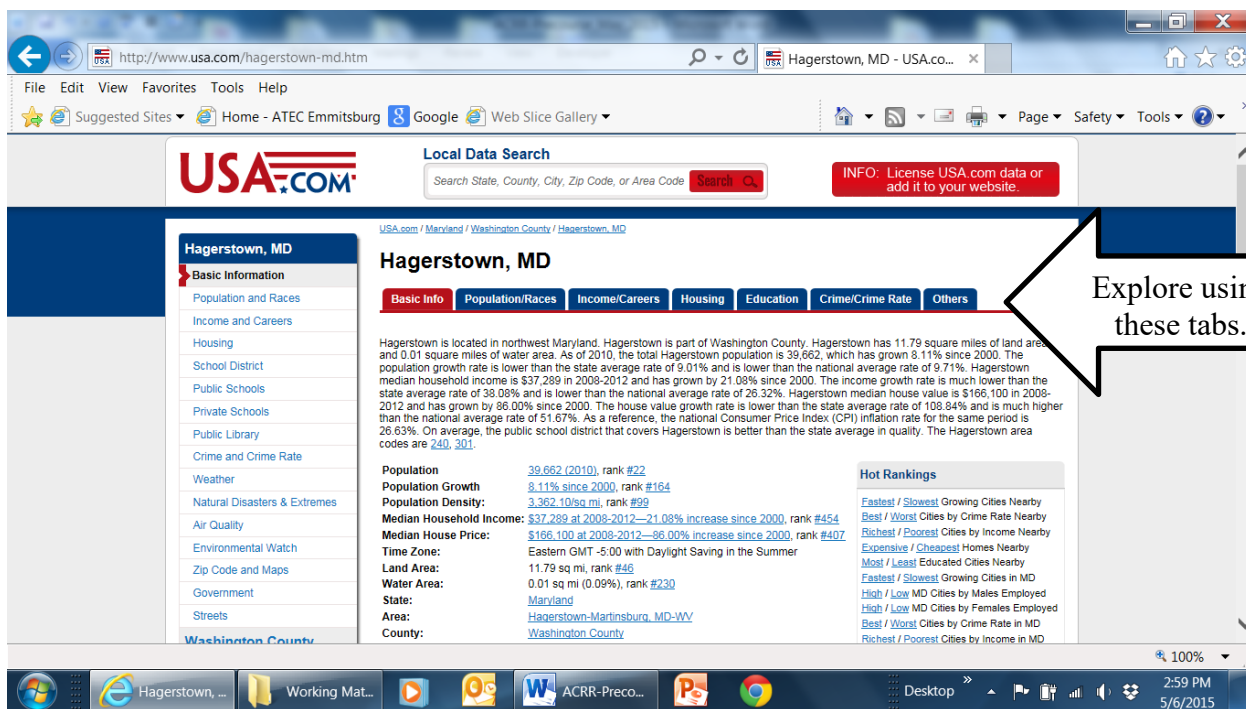 http://www.usa.com/hagerstown-md.htm
Hagerstown, MD - USA.co...
File Edit View Favorites Tools Help
Suggested Sites Home - ATEC Emmitsburg Google Web Slice Gallery
Page Safety Tools
USA.COM
Local Data Search
Search State, County, City, Zip Code, or Area Code Search
INFO: License USA.com data or
add it to your website.
USA.com / Maryland / Washington County / Hagerstown, MD
Hagerstown, MD
Basic Information
Population and Races
Income and Careers
Housing
School District
Public Schools
Private Schools
Public Library
Crime and Crime Rate
Weather
Natural Disasters & Extremes
Air Quality
Environmental Watch
Zip Code and Maps
Government
Streets
Washington County
Hagerstown, MD
Basic Info Population/Races Income/Careers Housing Education Crime/Crime Rate Others
Explore usin
these tabs.
Hagerstown is located in northwest Maryland. Hagerstown is part of Washington County. Hagerstown has 11.79 square miles of land area
and 0.01 square miles of water area. As of 2010, the total Hagerstown population is 39,662, which has grown 8.11% since 2000. The
population growth rate is lower than the state average rate of 9.01% and is lower than the national average rate of 9.71%. Hagerstown
median household income is $37,289 in 2008-2012 and has grown by 21.08% since 2000. The income growth rate is much lower than the
state average rate of 38.08% and is lower than the national average rate of 26.32%. Hagerstown median house value is $166,100 in 2008-
2012 and has grown by 86.00% since 2000. The house value growth rate is lower than the state average rate of 108.84% and is much higher
than the national average rate of 51.67%. As a reference, the national Consumer Price Index (CPI) inflation rate for the same period is
26.63%. On average, the public school district that covers Hagerstown is better than the state average in quality. The Hagerstown area
codes are 240, 301.
Population 39,662 (2010), rank #22
Population Growth 8.11% since 2000, rank #164
Population Density: 3,362.10/sq mi, rank #99
Median Household Income: $37,289 at 2008-2012—21.08% increase since 2000, rank #454
Median House Price: $166,100 at 2008-2012—86.00% increase since 2000, rank #407
Time Zone: Eastern GMT -5:00 with Daylight Saving in the Summer
Land Area: 11.79 sq mi, rank #46
Water Area: 0.01 sq mi (0.09%), rank #230
State: Maryland
Area: Hagerstown-Martinsburg, MD-WV
County: Washington County
Hot Rankings
Fastest / Slowest Growing Cities Nearby
Best / Worst Cities by Crime Rate Nearby
Richest / Poorest Cities by Income Nearby
Expensive / Cheapest Homes Nearby
Most / Least Educated Cities Nearby
Fastest / Slowest Growing Cities in MD
High / Low MD Cities by Males Employed
High / Low MD Cities by Females Employed
Best / Worst Cities by Crime Rate in MD
Richest / Poorest Cities by Income in MD
100%
Hagerstown, ... Working Mat... ACRR-Preco... Desktop 2:59 PM
5/6/2015